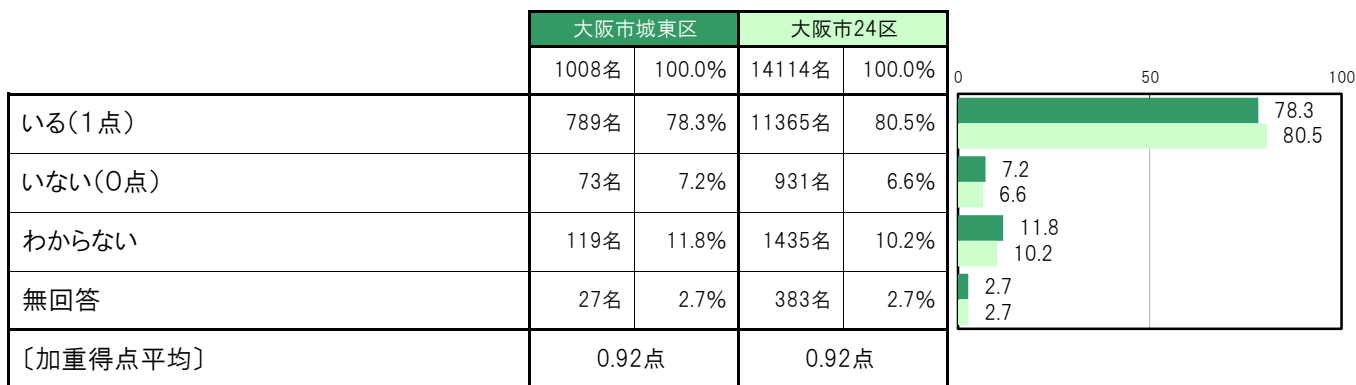 大阪市城東区 大阪市24区
1008名 100.0% 14114名 100.0% 0 50 100
いる(1点) 789名 78.3% 11365名 80.5% 78.3
80.5
いない(0点) 73名 7.2% 931名 6.6% 7.2
6.6
わからない 119名 11.8% 1435名 10.2% 11.8
10.2
無回答 27名 2.7% 383名 2.7% 2.7
2.7
〔加重得点平均〕 0.92点 0.92点